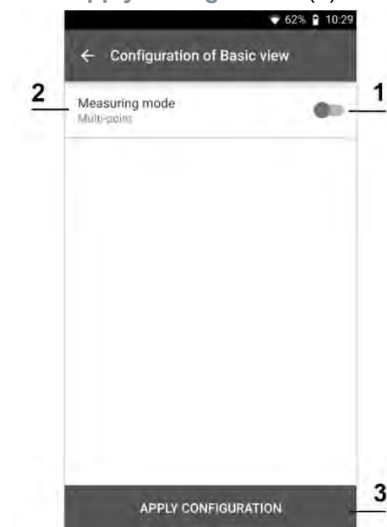 62% 10:29
← Configuration of Basic view
2
Measuring mode
1
Multi-point
3
APPLY CONFIGURATION